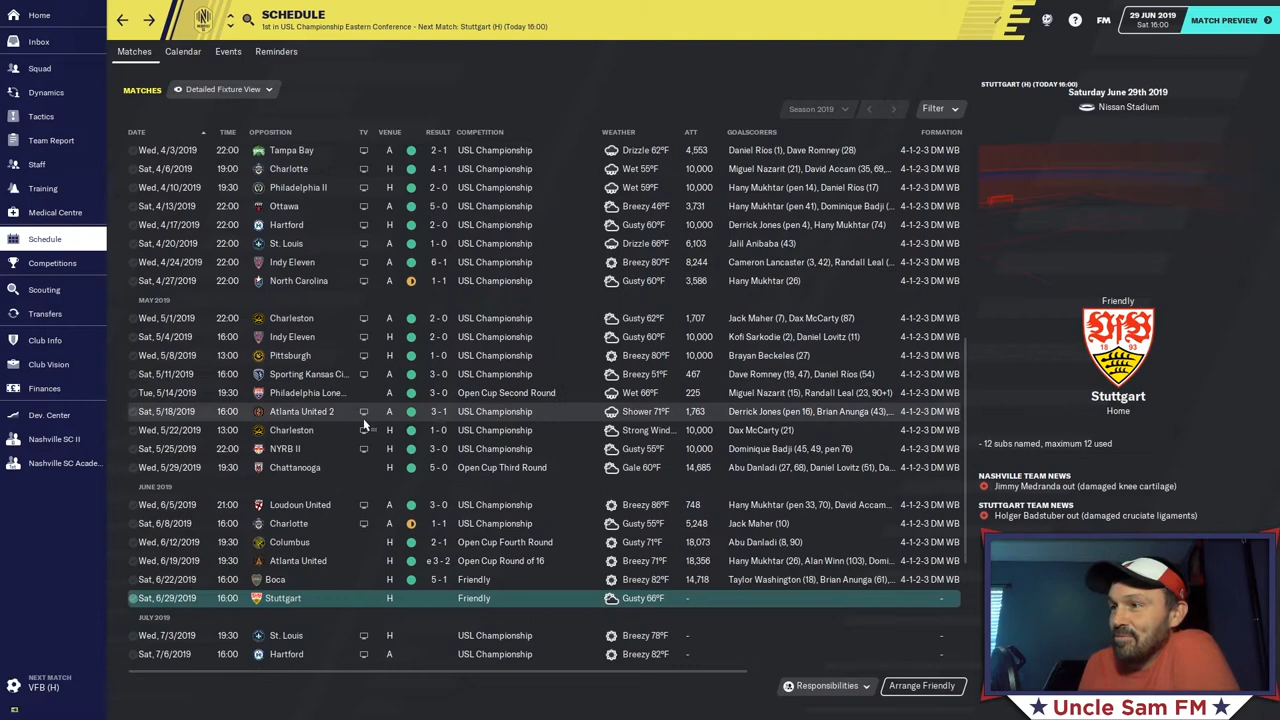 Home
Inbox
Squad
Dynamics
Tactics
Team Report
Staff
Training
Medical Centre
Schedule
Competitions
Scouting
Transfers
Club Info
Club Vision
Finances
Dev. Center
Nashville SC II
Nashville SC Acade...
NEXT MATCH
VFB (H)
SCHEDULE
1st in USL Championship Eastern Conference - Next Match: Stuttgart (H) (Today 16:00)
FM
29 JUN 2019
Sat 16:00
MATCH PREVIEW
Matches Calendar Events Reminders
MATCHES Detailed Fixture View
Season 2019 Filter
DATE TIME OPPOSITION TV VENUE RESULT COMPETITION WEATHER ATT GOALSCORERS FORMATION
Wed, 4/3/2019 22:00 Tampa Bay A 2 - 1 USL Championship Drizzle 62°F 4,553 Daniel Ríos (1), Dave Romney (28) 4-1-2-3 DM WB
Sat, 4/6/2019 19:00 Charlotte H 4 - 1 USL Championship Wet 55°F 10,000 Miguel Nazarit (21), David Accam (35, 69,... 4-1-2-3 DM WB
Wed, 4/10/2019 19:30 Philadelphia II H 2 - 0 USL Championship Wet 59°F 10,000 Hany Mukhtar (pen 14), Daniel Ríos (17) 4-1-2-3 DM WB
Sat, 4/13/2019 22:00 Ottawa A 5 - 0 USL Championship Breezy 46°F 3,731 Hany Mukhtar (pen 41), Dominique Badji (... 4-1-2-3 DM WB
Wed, 4/17/2019 22:00 Hartford H 2 - 0 USL Championship Gusty 60°F 10,000 Derrick Jones (pen 4), Hany Mukhtar (74) 4-1-2-3 DM WB
Sat, 4/20/2019 22:00 St. Louis A 1 - 0 USL Championship Drizzle 66°F 6,103 Jalil Anibaba (43) 4-1-2-3 DM WB
Wed, 4/24/2019 22:00 Indy Eleven A 6 - 1 USL Championship Breezy 80°F 8,244 Cameron Lancaster (3, 42), Randall Leal (... 4-1-2-3 DM WB
Sat, 4/27/2019 22:00 North Carolina A 1 - 1 USL Championship Gusty 60°F 3,586 Hany Mukhtar (26) 4-1-2-3 DM WB
MAY 2019
Wed, 5/1/2019 22:00 Charleston A 2 - 0 USL Championship Gusty 62°F 1,707 Jack Maher (7), Dax McCarty (87) 4-1-2-3 DM WB
Sat, 5/4/2019 16:00 Indy Eleven H 2 - 0 USL Championship Gusty 60°F 10,000 Kofi Sarkodie (2), Daniel Lovitz (11) 4-1-2-3 DM WB
Wed, 5/8/2019 13:00 Pittsburgh H 1 - 0 USL Championship Breezy 80°F 10,000 Brayan Beckeles (27) 4-1-2-3 DM WB
Sat, 5/11/2019 16:00 Sporting Kansas Ci... A 3 - 0 USL Championship Breezy 51°F 467 Dave Romney (19, 47), Daniel Ríos (54) 4-1-2-3 DM WB
Tue, 5/14/2019 19:30 Philadelphia Lone... A 3 - 0 Open Cup Second Round Wet 66°F 225 Miguel Nazarit (15), Randall Leal (23, 90+1) 4-1-2-3 DM WB
Sat, 5/18/2019 16:00 Atlanta United 2 A 3 - 1 USL Championship Shower 71°F 1,763 Derrick Jones (pen 16), Brian Anunga (43),... 4-1-2-3 DM WB
Wed, 5/22/2019 13:00 Charleston H 1 - 0 USL Championship Strong Wind... 10,000 Dax McCarty (21) 4-1-2-3 DM WB
Sat, 5/25/2019 22:00 NYRB II H 3 - 0 USL Championship Gusty 55°F 10,000 Dominique Badji (45, 49, pen 76) 4-1-2-3 DM WB
Wed, 5/29/2019 19:30 Chattanooga H 5 - 0 Open Cup Third Round Gale 60°F 14,685 Abu Danladi (27, 68), Daniel Lovitz (51), Da... 4-1-2-3 DM WB
JUNE 2019
Wed, 6/5/2019 21:00 Loudoun United A 3 - 0 USL Championship Breezy 86°F 748 Hany Mukhtar (pen 33, 70), David Accam... 4-1-2-3 DM WB
Sat, 6/8/2019 16:00 Charlotte A 1 - 1 USL Championship Gusty 55°F 5,248 Jack Maher (10) 4-1-2-3 DM WB
Wed, 6/12/2019 19:30 Columbus H 2 - 1 Open Cup Fourth Round Gusty 71°F 18,073 Abu Danladi (8, 90) 4-1-2-3 DM WB
Wed, 6/19/2019 19:30 Atlanta United A e 3 - 2 Open Cup Round of 16 Breezy 71°F 18,356 Hany Mukhtar (26), Alan Winn (103), Domi... 4-1-2-3 DM WB
Sat, 6/22/2019 16:00 Boca H 5 - 1 Friendly Breezy 82°F 14,718 Taylor Washington (18), Brian Anunga (61),... 4-1-2-3 DM WB
Sat, 6/29/2019 16:00 Stuttgart H Friendly Gusty 66°F - -
JULY 2019
Wed, 7/3/2019 19:30 St. Louis H USL Championship Breezy 78°F - -
Sat, 7/6/2019 16:00 Hartford A USL Championship Breezy 82°F - -
Responsibilities Arrange Friendly
STUTTGART (H) (TODAY 16:00)
Saturday June 29th 2019
Nissan Stadium
Friendly
VfB
18 93
Stuttgart
Home
- 12 subs named, maximum 12 used
NASHVILLE TEAM NEWS
Jimmy Medranda out (damaged knee cartilage)
STUTTGART TEAM NEWS
Holger Badstuber out (damaged cruciate ligaments)
Uncle Sam FM